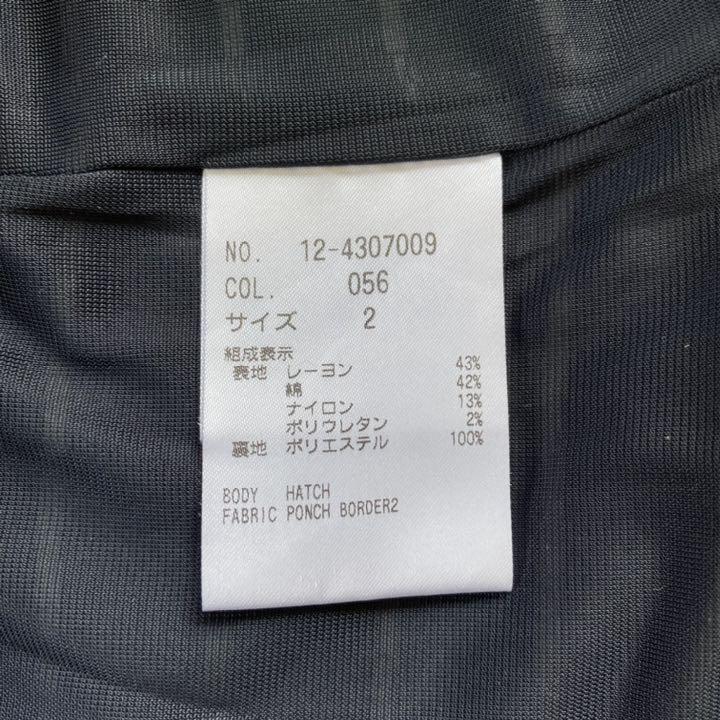 NO. 12-4307009
COL. 056
サイズ 2
組成表示
表地 レーヨン 43%
綿 42%
ナイロン 13%
ポリウレタン 2%
裏地 ポリエステル 100%
BODY HATCH
FABRIC PONCH BORDER2